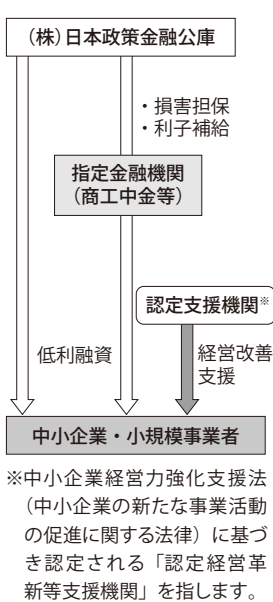 (株)日本政策金融公庫
・損害担保
・利子補給
指定金融機関
(商工中金等)
認定支援機関※
低利融資
経営改善
支援
中小企業・小規模事業者
※中小企業経営力強化支援法
(中小企業の新たな事業活動
の促進に関する法律)に基づ
き認定される「認定経営革
新等支援機関」を指します。